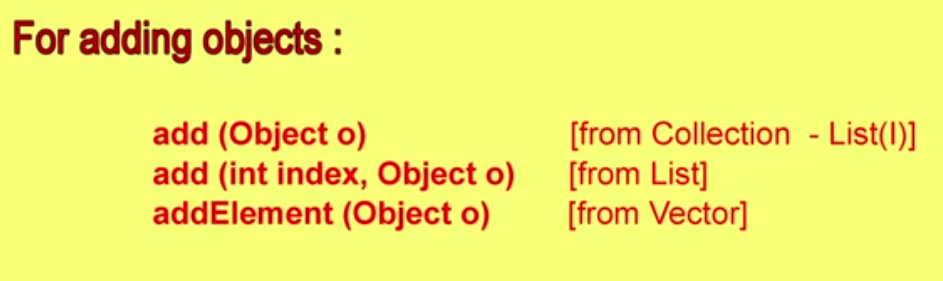 For adding objects :
add (Object o) [from Collection - List(I)]
add (int index, Object o) [from List]
addElement (Object o) [from Vector]